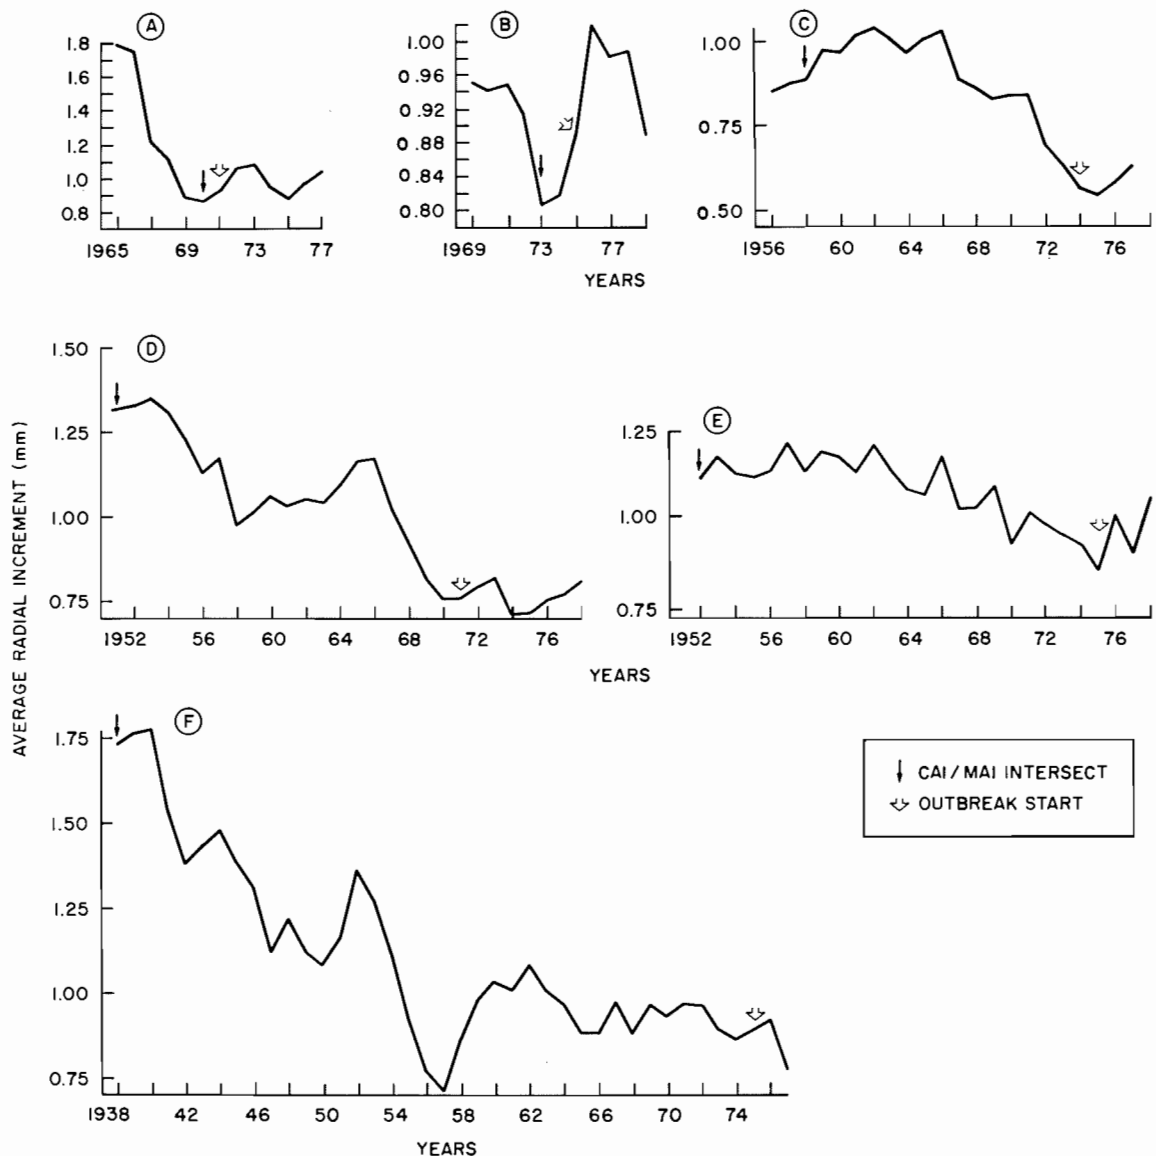 A
1.8
1.6
1.4
1.2
1.0
0.8
1965 69 73 77
B
1.00
0.96
0.92
0.88
0.84
0.80
1969 73 77
C
1.00
0.75
0.50
1956 60 64 68 72 76
YEARS
AVERAGE RADIAL INCREMENT (mm)
D
1.50
1.25
1.00
0.75
1952 56 60 64 68 72 76
E
1.25
1.00
0.75
1952 56 60 64 68 72 76
YEARS
F
1.75
1.50
1.25
1.00
0.75
1938 42 46 50 54 58 62 66 70 74
YEARS
CAI/MAI INTERSECT
OUTBREAK START